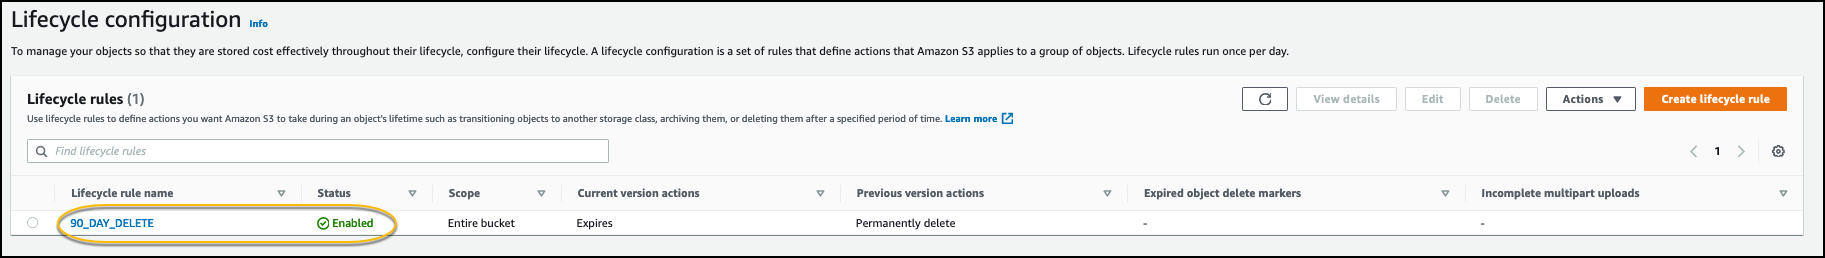 Lifecycle configuration Info
To manage your objects so that they are stored cost effectively throughout their lifecycle, configure their lifecycle. A lifecycle configuration is a set of rules that define actions that Amazon S3 applies to a group of objects. Lifecycle rules run once per day.
Lifecycle rules (1)
View details
Edit
Delete
Actions
Create lifecycle rule
Use lifecycle rules to define actions you want Amazon S3 to take during an object's lifetime such as transitioning objects to another storage class, archiving them, or deleting them after a specified period of time. Learn more
Find lifecycle rules
1
Lifecycle rule name Status Scope Current version actions Previous version actions Expired object delete markers Incomplete multipart uploads
90_DAY_DELETE Enabled Entire bucket Expires Permanently delete - -